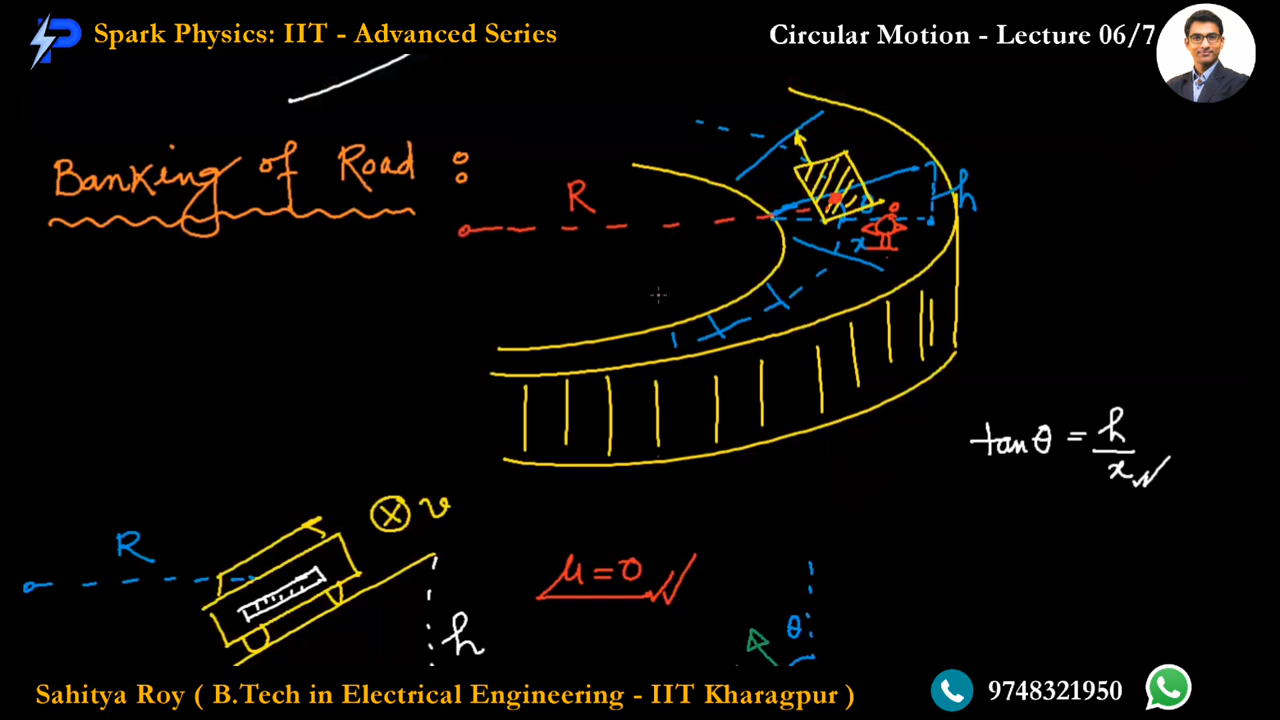 Spark Physics: IIT - Advanced Series
Circular Motion - Lecture 06/7
Banking of Road :
R
h
x
tan θ = h/x
R
v
μ = 0
θ
h
Sahitya Roy ( B.Tech in Electrical Engineering - IIT Kharagpur )
9748321950